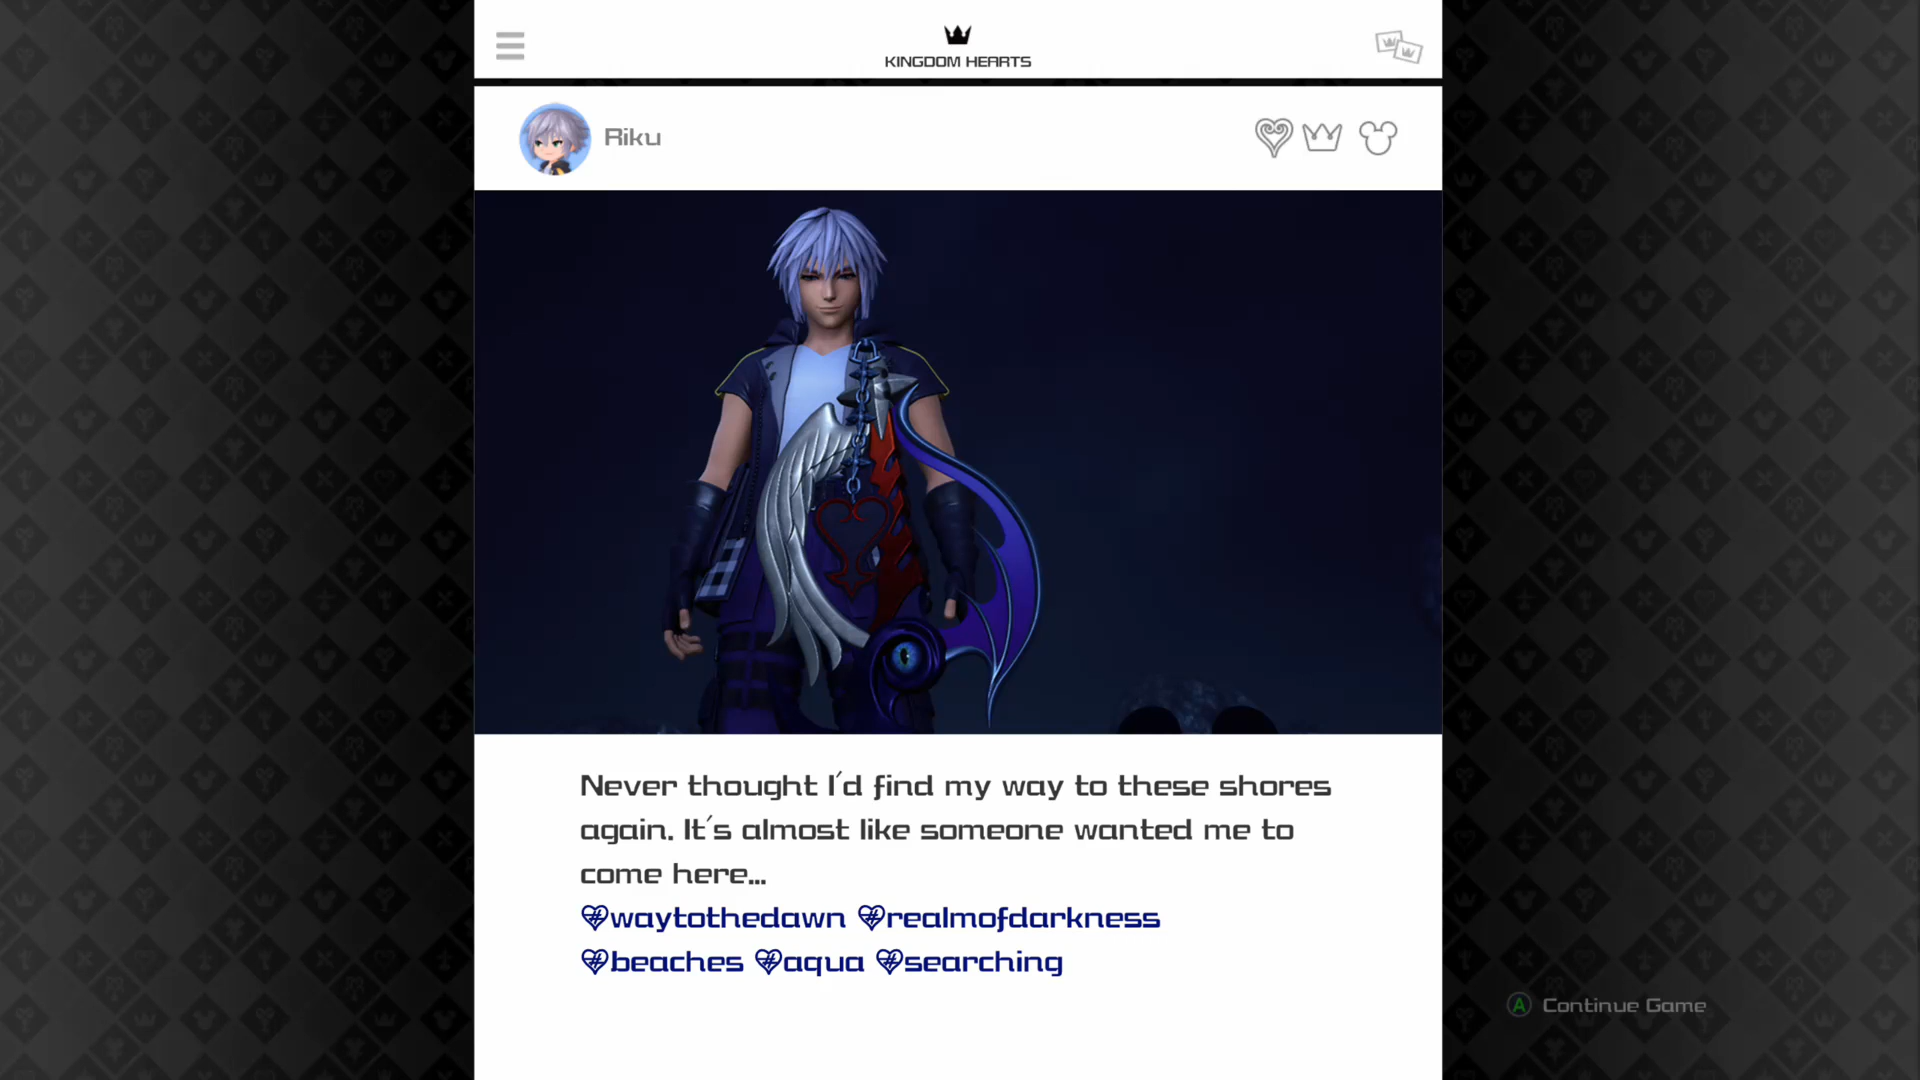 KINGDOM HEARTS
Riku
Never thought I'd find my way to these shores
again. It's almost like someone wanted me to
come here...
#waytothedawn #realmofdarkness
#beaches #aqua #searching
A Continue Game